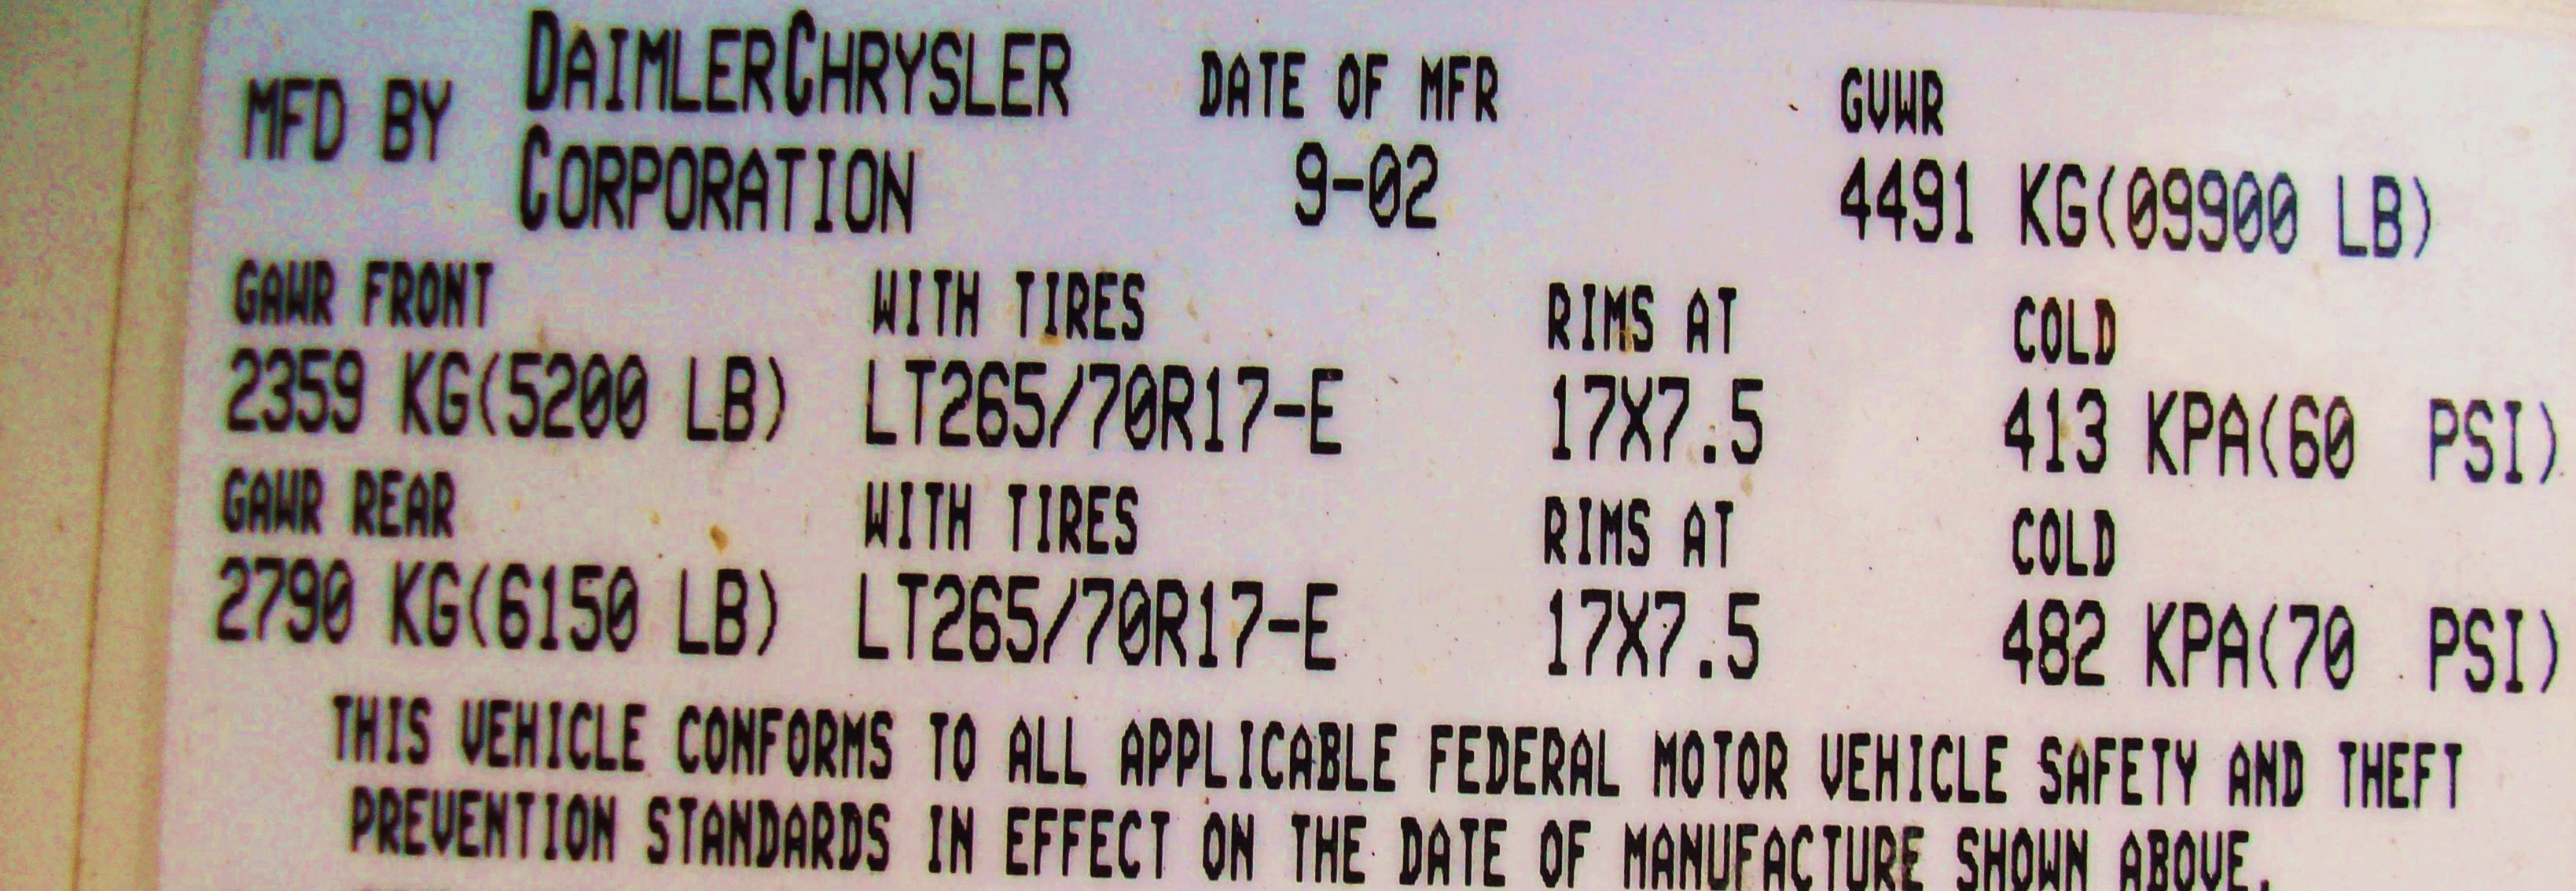 MFD BY DAIMLERCHRYSLER CORPORATION DATE OF MFR 9-02 GVWR 4491 KG(09900 LB)
GAWR FRONT WITH TIRES RIMS AT COLD
2359 KG(5200 LB) LT265/70R17-E 17X7.5 413 KPA(60 PSI)
GAWR REAR WITH TIRES RIMS AT COLD
2790 KG(6150 LB) LT265/70R17-E 17X7.5 482 KPA(70 PSI)
THIS VEHICLE CONFORMS TO ALL APPLICABLE FEDERAL MOTOR VEHICLE SAFETY AND THEFT
PREVENTION STANDARDS IN EFFECT ON THE DATE OF MANUFACTURE SHOWN ABOVE.